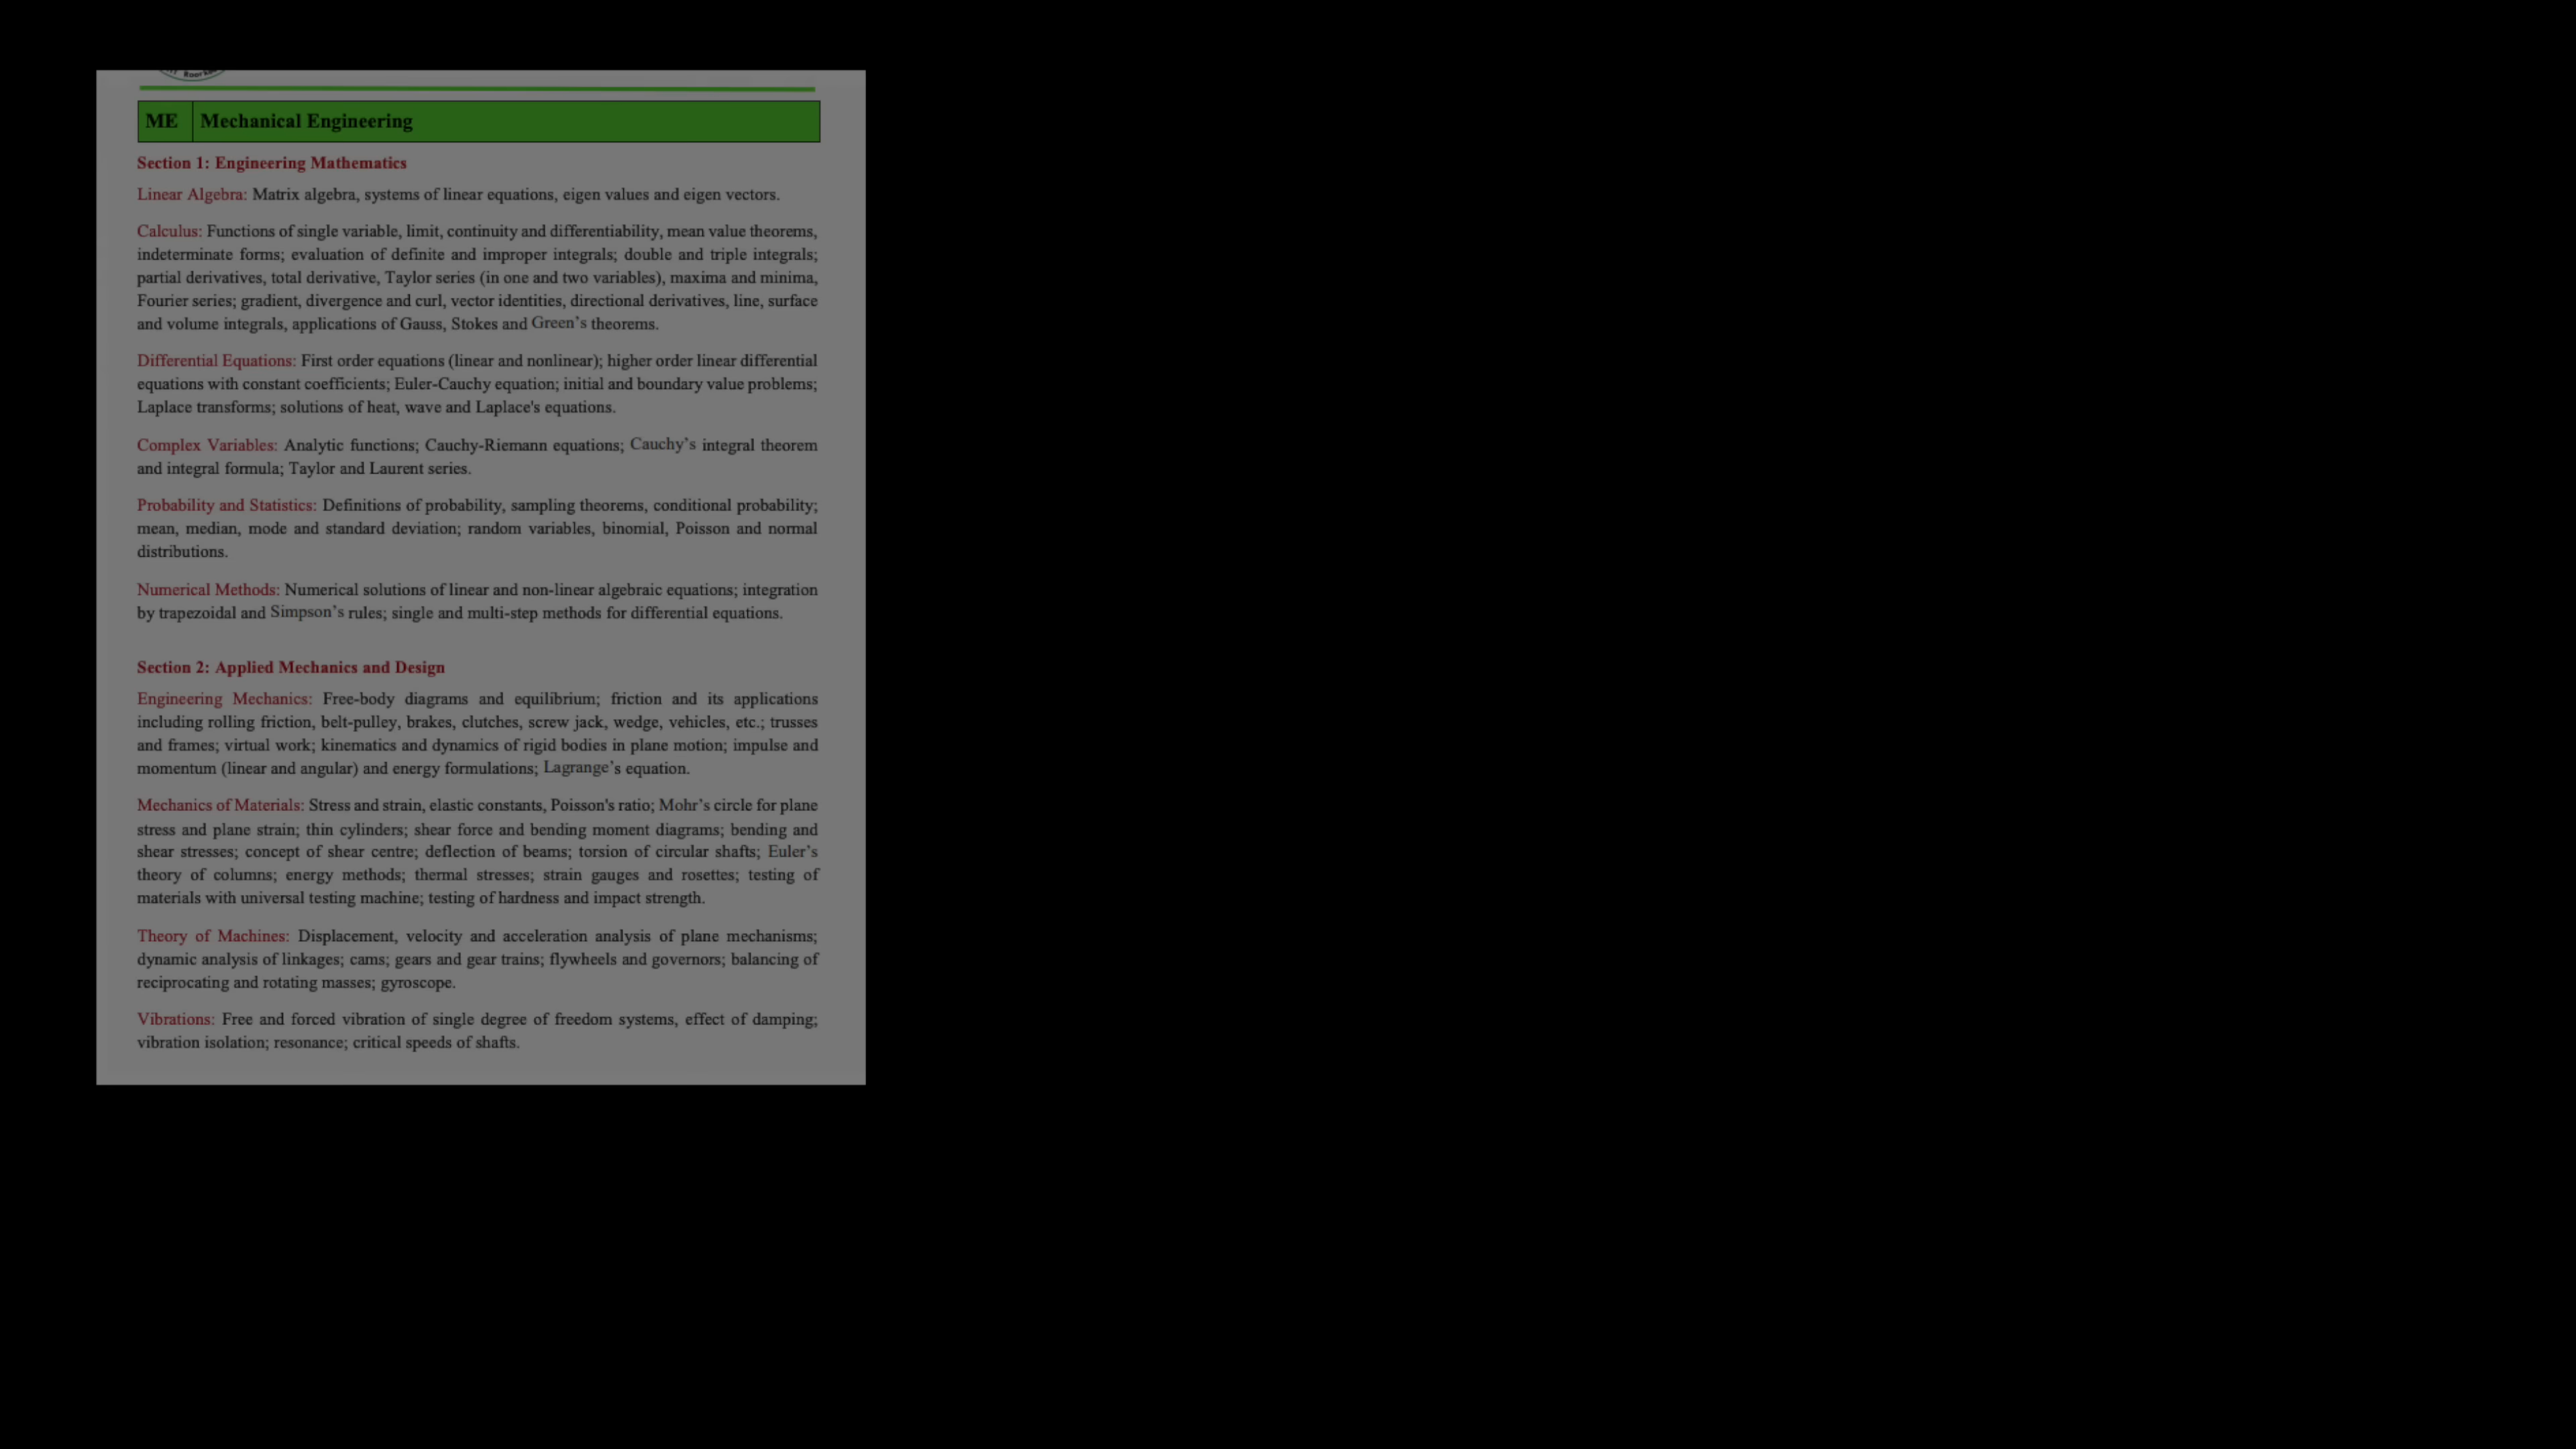 Roorkee
ME Mechanical Engineering
Section 1: Engineering Mathematics
Linear Algebra: Matrix algebra, systems of linear equations, eigen values and eigen vectors.
Calculus: Functions of single variable, limit, continuity and differentiability, mean value theorems,
indeterminate forms; evaluation of definite and improper integrals; double and triple integrals;
partial derivatives, total derivative, Taylor series (in one and two variables), maxima and minima,
Fourier series; gradient, divergence and curl, vector identities, directional derivatives, line, surface
and volume integrals, applications of Gauss, Stokes and Green’s theorems.
Differential Equations: First order equations (linear and nonlinear); higher order linear differential
equations with constant coefficients; Euler-Cauchy equation; initial and boundary value problems;
Laplace transforms; solutions of heat, wave and Laplace's equations.
Complex Variables: Analytic functions; Cauchy-Riemann equations; Cauchy’s integral theorem
and integral formula; Taylor and Laurent series.
Probability and Statistics: Definitions of probability, sampling theorems, conditional probability;
mean, median, mode and standard deviation; random variables, binomial, Poisson and normal
distributions.
Numerical Methods: Numerical solutions of linear and non-linear algebraic equations; integration
by trapezoidal and Simpson’s rules; single and multi-step methods for differential equations.
Section 2: Applied Mechanics and Design
Engineering Mechanics: Free-body diagrams and equilibrium; friction and its applications
including rolling friction, belt-pulley, brakes, clutches, screw jack, wedge, vehicles, etc.; trusses
and frames; virtual work; kinematics and dynamics of rigid bodies in plane motion; impulse and
momentum (linear and angular) and energy formulations; Lagrange’s equation.
Mechanics of Materials: Stress and strain, elastic constants, Poisson's ratio; Mohr’s circle for plane
stress and plane strain; thin cylinders; shear force and bending moment diagrams; bending and
shear stresses; concept of shear centre; deflection of beams; torsion of circular shafts; Euler’s
theory of columns; energy methods; thermal stresses; strain gauges and rosettes; testing of
materials with universal testing machine; testing of hardness and impact strength.
Theory of Machines: Displacement, velocity and acceleration analysis of plane mechanisms;
dynamic analysis of linkages; cams; gears and gear trains; flywheels and governors; balancing of
reciprocating and rotating masses; gyroscope.
Vibrations: Free and forced vibration of single degree of freedom systems, effect of damping;
vibration isolation; resonance; critical speeds of shafts.